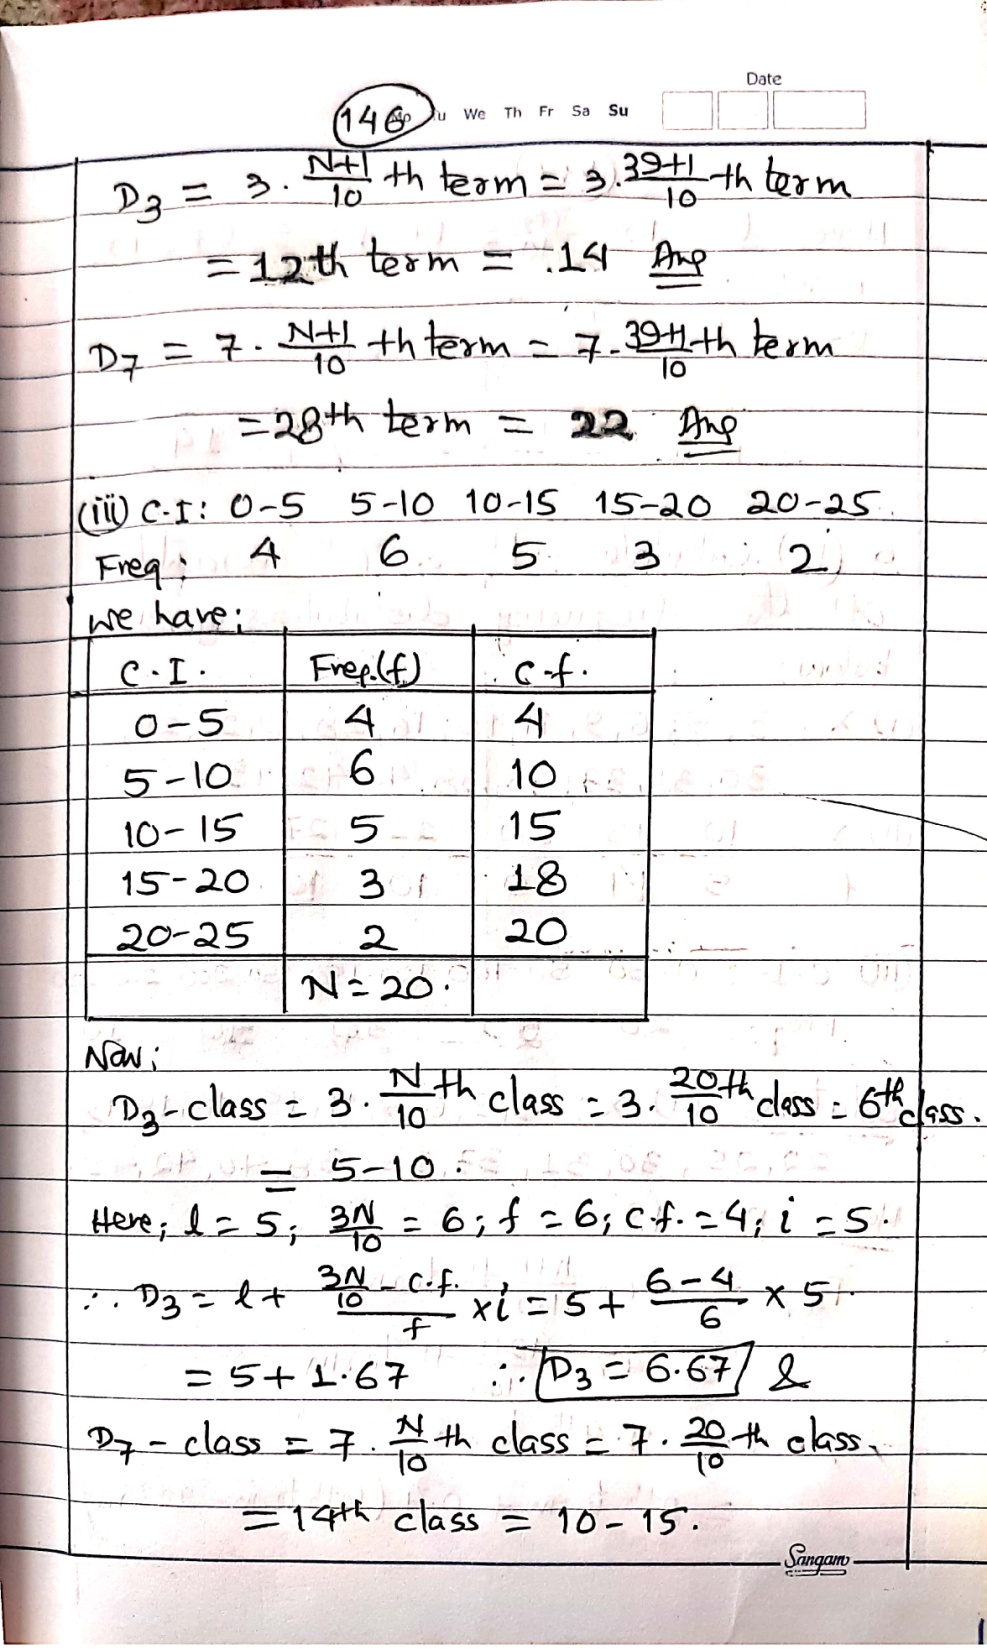 Date
146 Mo Tu We Th Fr Sa Su
D₃ = 3. (N+1)/10 th term = 3. (39+1)/10 th term
= 12th term = .14 Ans
D₇ = 7. (N+1)/10 th term = 7. (39+1)/10 th term
= 28th term = 22 Ans
(iii) C.I: 0-5 5-10 10-15 15-20 20-25
Freq: 4 6 5 3 2
we have;
C.I. Freq.(f) C.f.
0-5 4 4
5-10 6 10
10-15 5 15
15-20 3 18
20-25 2 20
N=20.
Now;
D₃-class = 3. N/10 th class = 3. 20/10 th class = 6th class.
= 5-10.
Here; l = 5; 3N/10 = 6; f = 6; c.f. = 4; i = 5.
∴ D₃ = l + (3N/10 - c.f.)/f × i = 5 + (6-4)/6 × 5
= 5 + 1.67 ∴ D₃ = 6.67 &
D₇ - class = 7. N/10 th class = 7. 20/10 th class.
= 14th class = 10-15.
Sangam